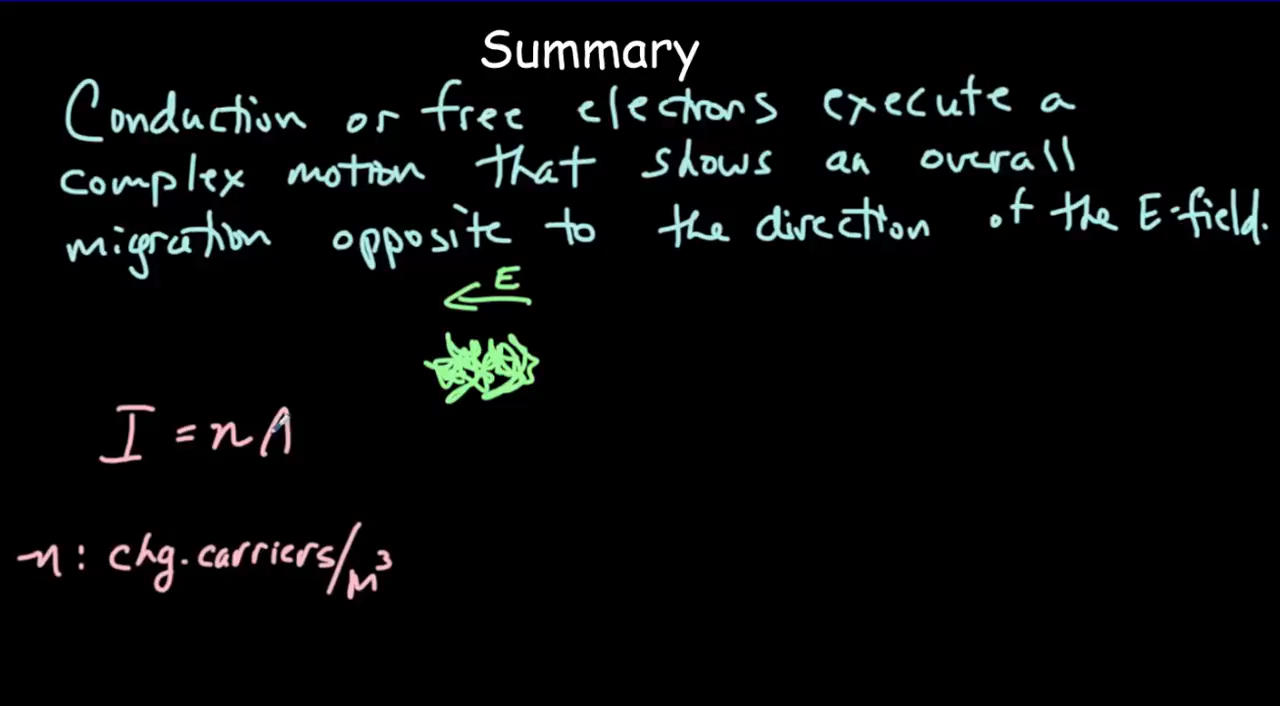 Summary
Conduction or free electrons execute a
complex motion that shows an overall
migration opposite to the direction of the E-field.
E
I = n A
n: chg. carriers/m³